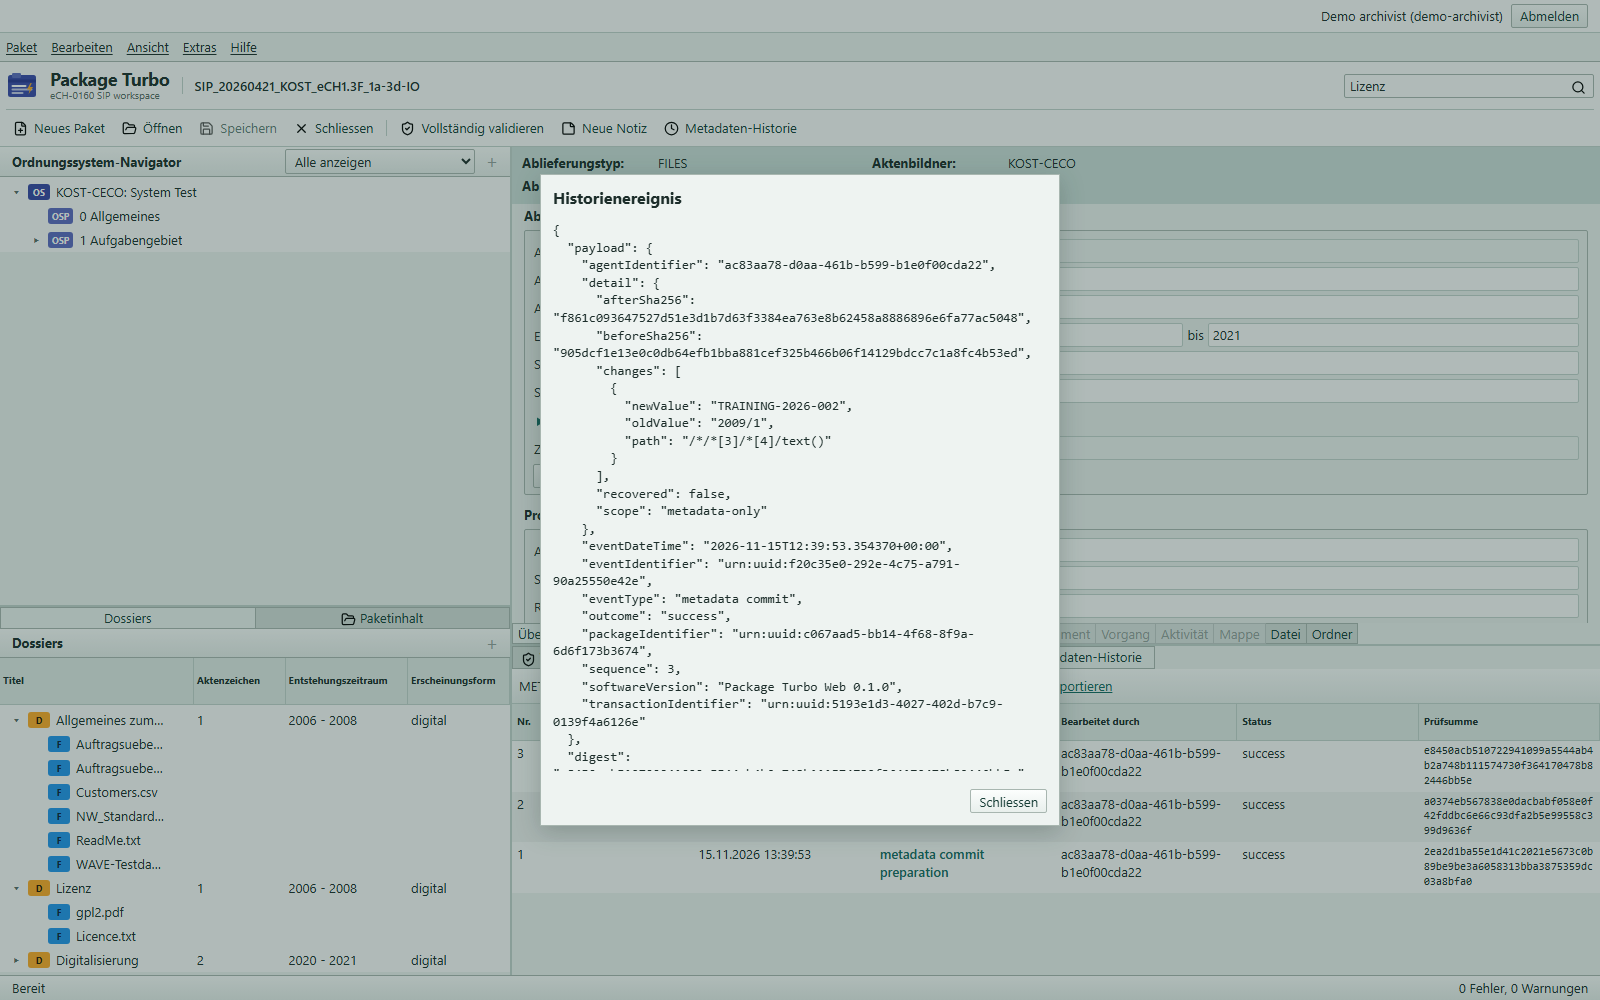 Demo archivist (demo-archivist) Abmelden
Paket Bearbeiten Ansicht Extras Hilfe
Package Turbo
eCH-0160 SIP workspace
SIP_20260421_KOST_eCH1.3F_1a-3d-IO
Lizenz
Neues Paket Öffnen Speichern Schliessen Vollständig validieren Neue Notiz Metadaten-Historie
Ordnungssystem-Navigator Alle anzeigen +
OS KOST-CECO: System Test
OSP 0 Allgemeines
OSP 1 Aufgabengebiet
Ablieferungstyp: FILES Aktenbildner: KOST-CECO
bis 2021
Historienereignis
{
"payload": {
"agentIdentifier": "ac83aa78-d0aa-461b-b599-b1e0f00cda22",
"detail": {
"afterSha256":
"f861c093647527d51e3d1b7d63f3384ea763e8b62458a8886896e6fa77ac5048",
"beforeSha256":
"905dcf1e13e0c0db64efb1bba881cef325b466b06f14129bdcc7c1a8fc4b53ed",
"changes": [
{
"newValue": "TRAINING-2026-002",
"oldValue": "2009/1",
"path": "/*/*[3]/*[4]/text()"
}
],
"recovered": false,
"scope": "metadata-only"
},
"eventDateTime": "2026-11-15T12:39:53.354370+00:00",
"eventIdentifier": "urn:uuid:f20c35e0-292e-4c75-a791-
90a25550e42e",
"eventType": "metadata commit",
"outcome": "success",
"packageIdentifier": "urn:uuid:c067aad5-bb14-4f68-8f9a-
6d6f173b3674",
"sequence": 3,
"softwareVersion": "Package Turbo Web 0.1.0",
"transactionIdentifier": "urn:uuid:5193e1d3-4027-402d-b7c9-
0139f4a6126e"
},
"digest":
Schliessen
Dossiers Paketinhalt
Dossiers +
Titel Aktenzeichen Entstehungszeitraum Erscheinungsform
D Allgemeines zum... 1 2006 - 2008 digital
F Auftragsuebe...
F Auftragsuebe...
F Customers.csv
F NW_Standard...
F ReadMe.txt
F WAVE-Testda...
D Lizenz 1 2006 - 2008 digital
F gpl2.pdf
F Licence.txt
D Digitalisierung 2 2020 - 2021 digital
Vorgang Aktivität Mappe Datei Ordner
daten-Historie
portieren
Nr. Bearbeitet durch Status Prüfsumme
3 ac83aa78-d0aa-461b-b599- success e8450acb510722941099a5544ab4
b1e0f00cda22 b2a748b111574730f364170478b8
2446bb5e
2 ac83aa78-d0aa-461b-b599- success a0374eb567838e0dacbabf058e0f
b1e0f00cda22 42fddbc6e66c93dfa2b5e99558c3
99d9636f
1 15.11.2026 13:39:53 metadata commit ac83aa78-d0aa-461b-b599- success 2ea2d1ba55e1d41c2021e5673c0b
preparation b1e0f00cda22 89be9be3a6058313bba3875359dc
03a8bfa0
Bereit 0 Fehler, 0 Warnungen